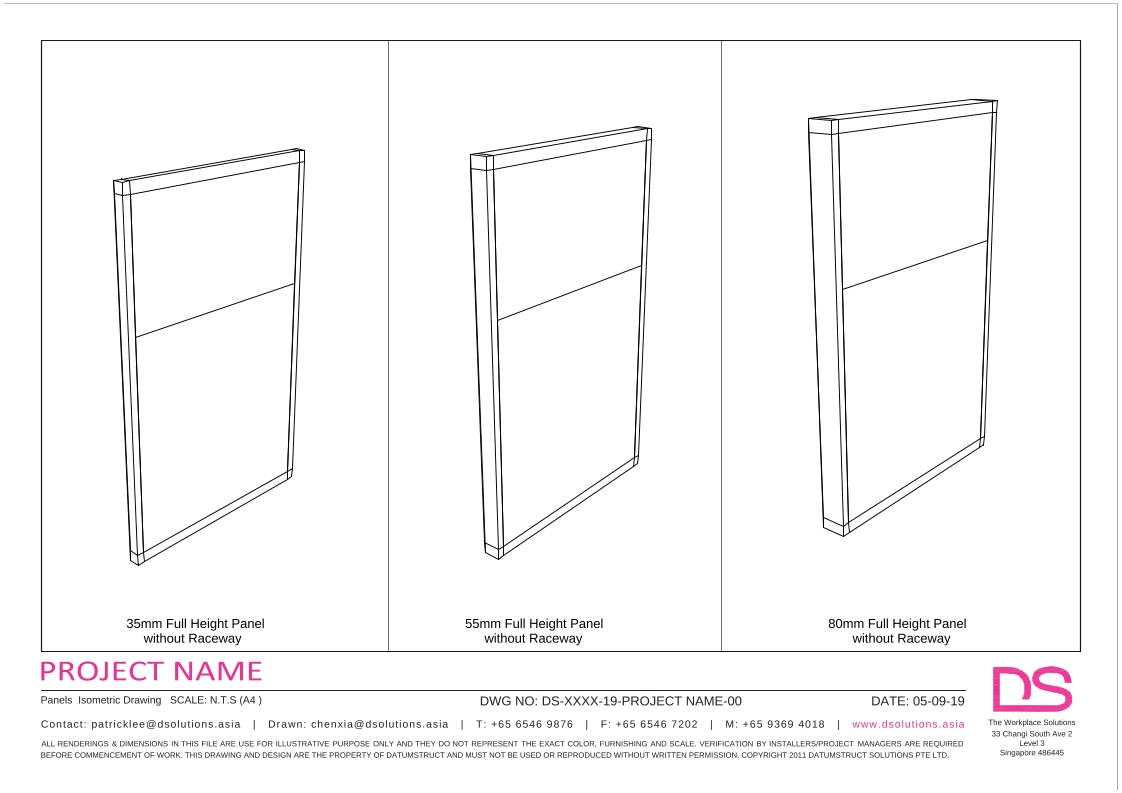 35mm Full Height Panel
without Raceway
55mm Full Height Panel
without Raceway
80mm Full Height Panel
without Raceway
PROJECT NAME
Panels Isometric Drawing SCALE: N.T.S (A4 )
DWG NO: DS-XXXX-19-PROJECT NAME-00
DATE: 05-09-19
Contact: patricklee@dsolutions.asia | Drawn: chenxia@dsolutions.asia | T: +65 6546 9876 | F: +65 6546 7202 | M: +65 9369 4018 | www.dsolutions.asia
ALL RENDERINGS & DIMENSIONS IN THIS FILE ARE USE FOR ILLUSTRATIVE PURPOSE ONLY AND THEY DO NOT REPRESENT THE EXACT COLOR, FURNISHING AND SCALE. VERIFICATION BY INSTALLERS/PROJECT MANAGERS ARE REQUIRED
BEFORE COMMENCEMENT OF WORK. THIS DRAWING AND DESIGN ARE THE PROPERTY OF DATUMSTRUCT AND MUST NOT BE USED OR REPRODUCED WITHOUT WRITTEN PERMISSION. COPYRIGHT 2011 DATUMSTRUCT SOLUTIONS PTE LTD.
DS
The Workplace Solutions
33 Changi South Ave 2
Level 3
Singapore 486445